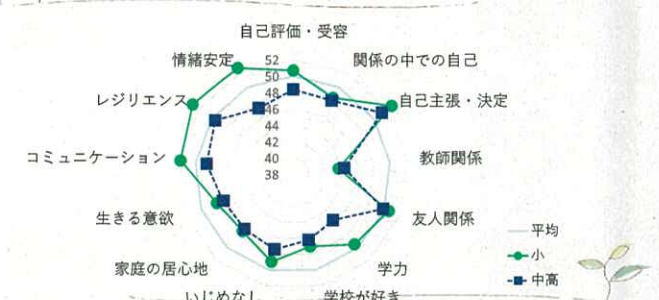 自己評価・受容
情緒安定
関係の中での自己
レジリエンス
自己主張・決定
コミュニケーション
教師関係
生きる意欲
友人関係
家庭の居心地
学力
いじめなし
学校が好き
52
50
48
46
44
42
40
38
平均
小
中高